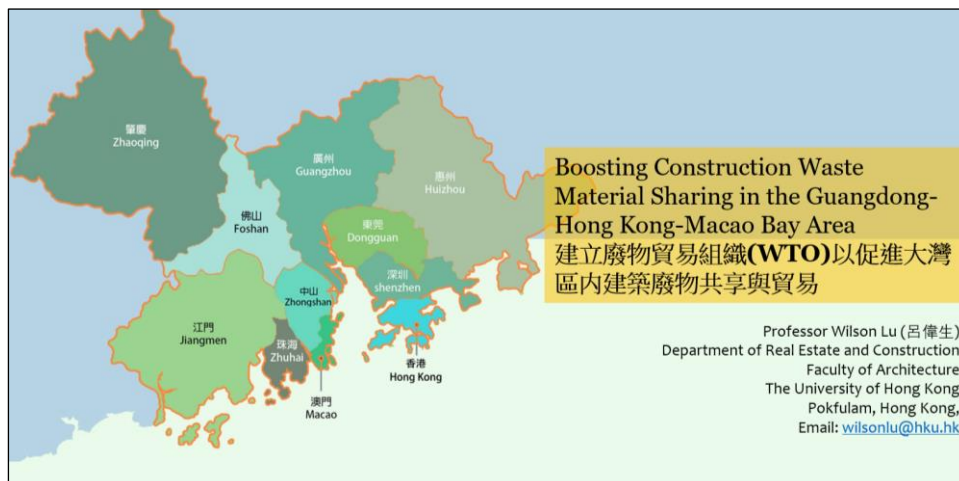 肇慶
Zhaoqing
廣州
Guangzhou
惠州
Huizhou
佛山
Foshan
東莞
Dongguan
深圳
shenzhen
中山
Zhongshan
江門
Jiangmen
珠海
Zhuhai
香港
Hong Kong
澳門
Macao
Boosting Construction Waste
Material Sharing in the Guangdong-
Hong Kong-Macao Bay Area
建立廢物貿易組織(WTO)以促進大灣
區内建築廢物共享與貿易
Professor Wilson Lu (呂偉生)
Department of Real Estate and Construction
Faculty of Architecture
The University of Hong Kong
Pokfulam, Hong Kong,
Email: wilsonlu@hku.hk